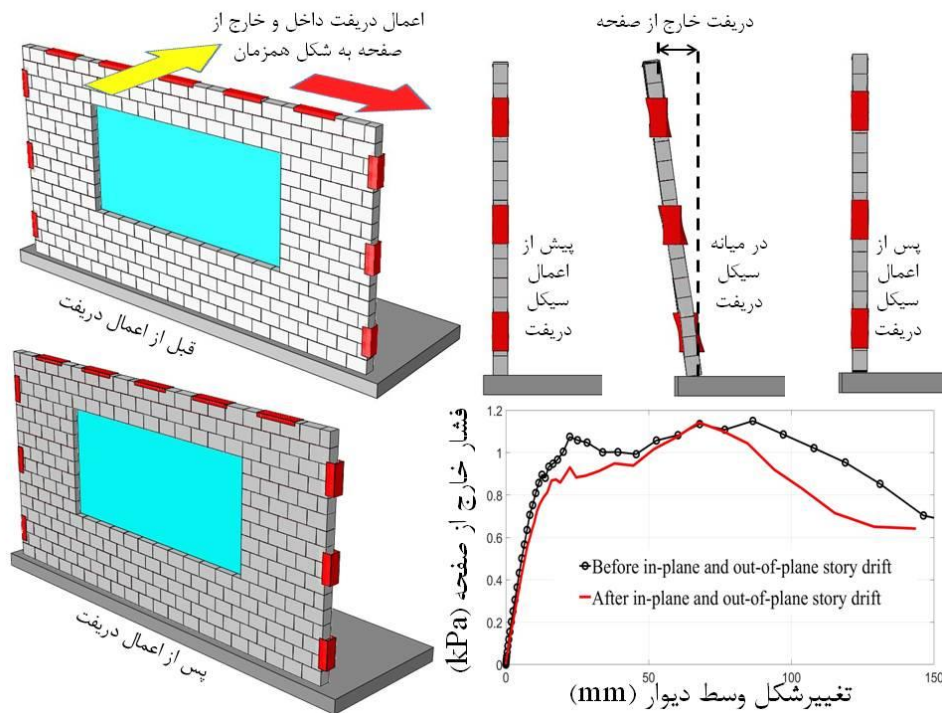 اعمال دریفت داخل و خارج از
صفحه به شکل همزمان
قبل از اعمال دریفت
دریفت خارج از صفحه
پیش از
اعمال
سیکل
دریفت
در میانه
سیکل
دریفت
پس از
اعمال
سیکل
دریفت
پس از اعمال دریفت
فشار خارج از صفحه (kPa)
1.2
1
0.8
0.6
0.4
0.2
0
Before in-plane and out-of-plane story drift
After in-plane and out-of-plane story drift
0 50 100 150
تغییرشکل وسط دیوار (mm)